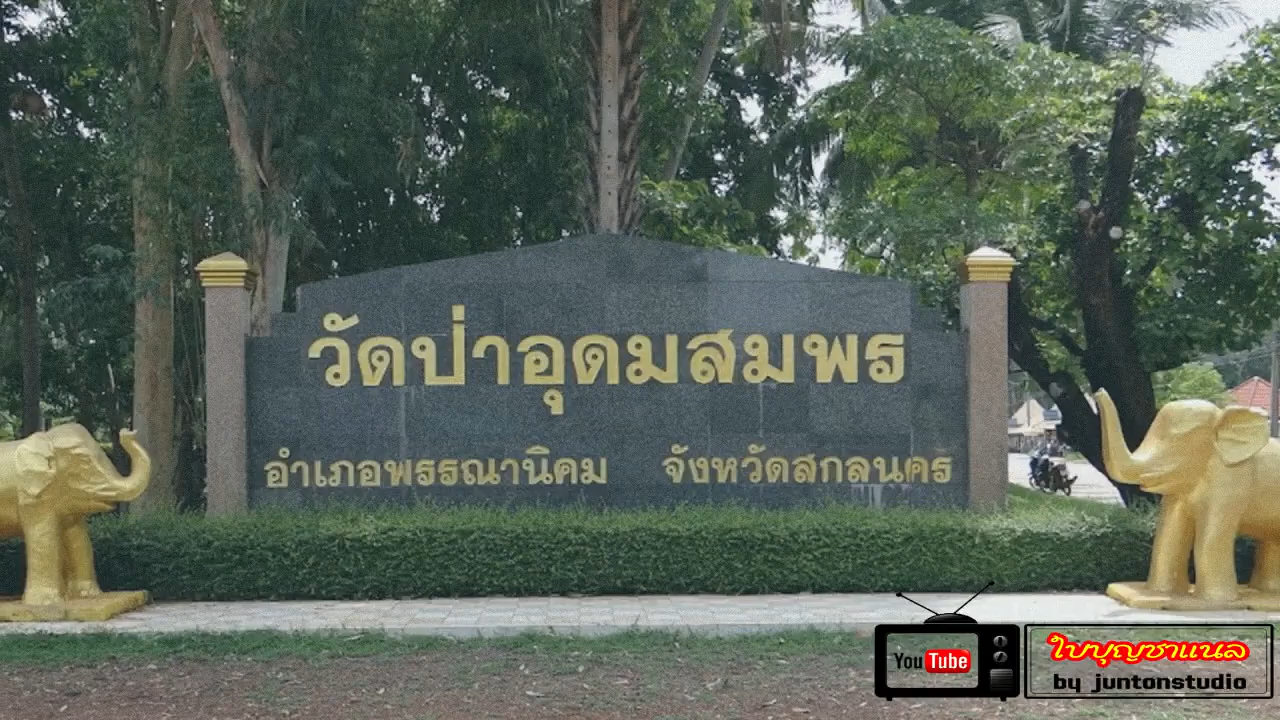 วัดป่าอุดมสมพร
อำเภอพรรณานิคม จังหวัดสกลนคร
YouTube
ใบบุญชาแนล
by juntonstudio